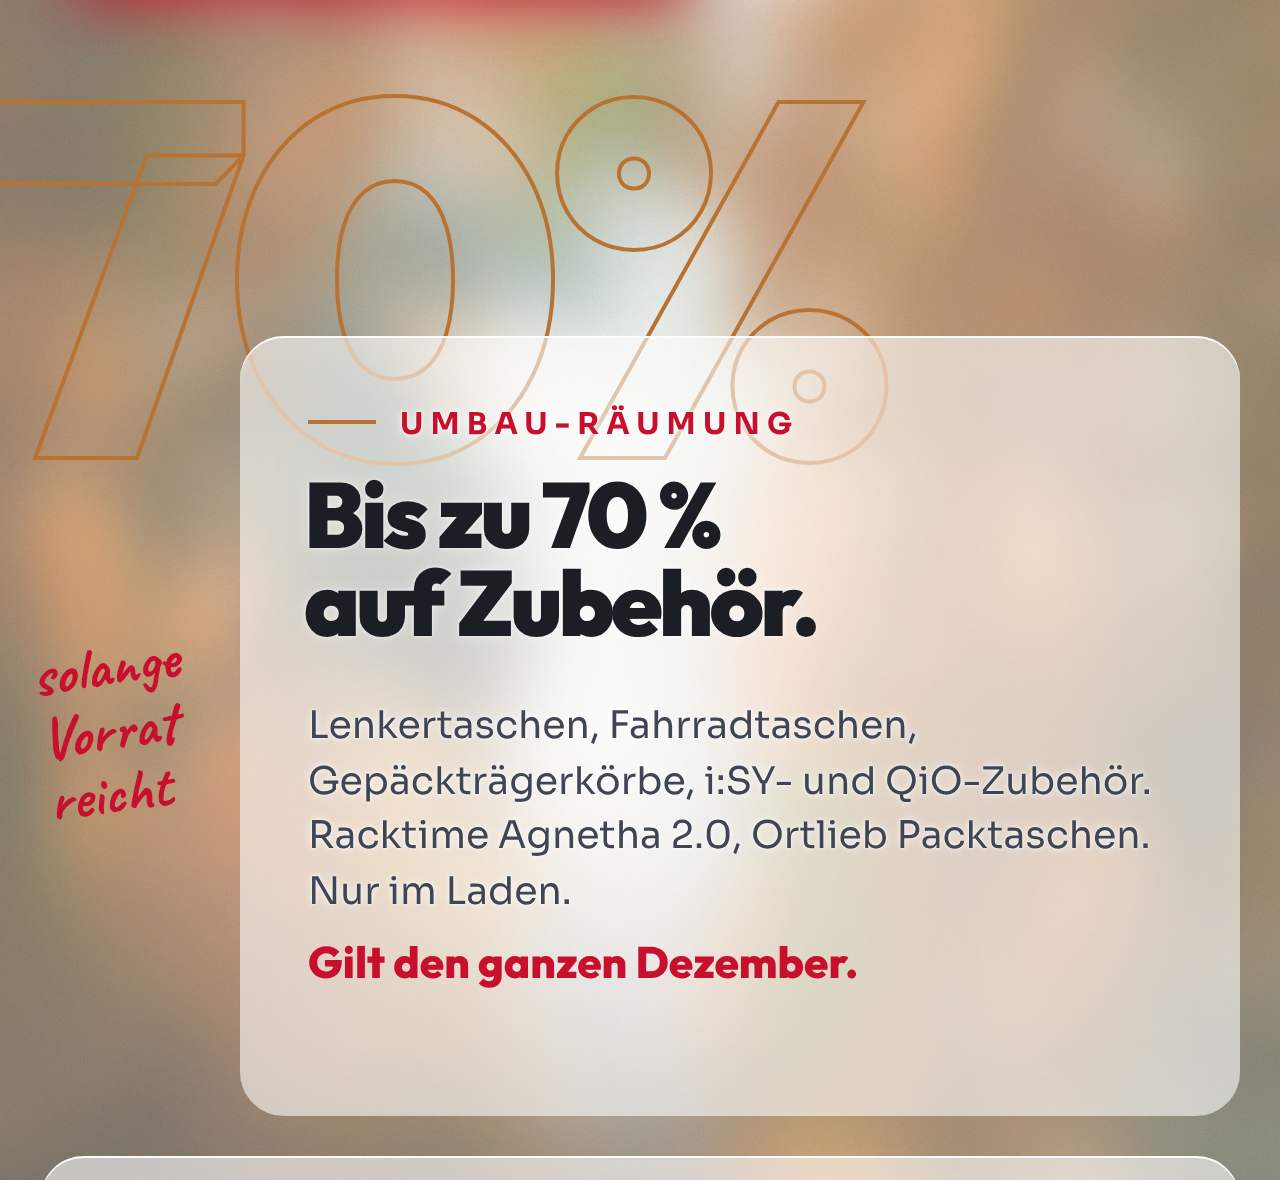 70%
UMBAU-RÄUMUNG
Bis zu 70 %
auf Zubehör.
solange
Vorrat
reicht
Lenkertaschen, Fahrradtaschen,
Gepäckträgerkörbe, i:SY- und QiO-Zubehör.
Racktime Agnetha 2.0, Ortlieb Packtaschen.
Nur im Laden.
Gilt den ganzen Dezember.